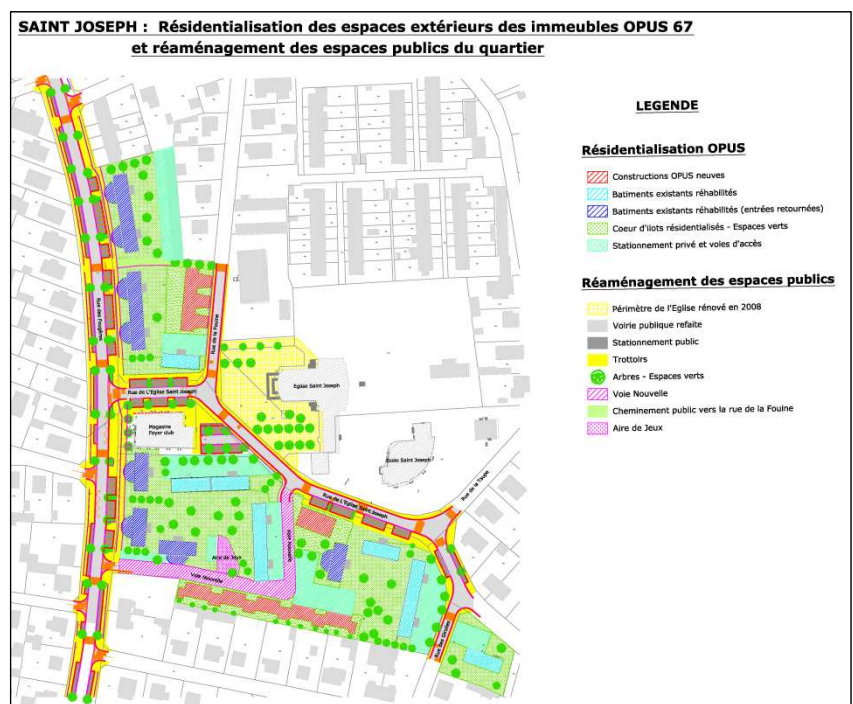 SAINT JOSEPH : Résidentialisation des espaces extérieurs des immeubles OPUS 67
et réaménagement des espaces publics du quartier
LEGENDE
Résidentialisation OPUS
Constructions OPUS neuves
Batiments existants réhabilités
Batiments existants réhabilités (entrées retournées)
Coeur d'ilots résidentialisés - Espaces verts
Stationnement privé et voies d'accès
Réaménagement des espaces publics
Périmètre de l'Eglise rénové en 2008
Voirie publique refaite
Stationnement public
Trottoirs
Arbres - Espaces verts
Voie Nouvelle
Cheminement public vers la rue de la Fouine
Aire de Jeux
Rue de la Fouine
Rue de L'Eglise Saint Joseph
Eglise Saint Joseph
Magasins
Foyer club
Ecole Saint Joseph
Rue de la Taupe
Rue de L'Eglise Saint Joseph
Voie Nouvelle
Aire de Jeux
Voie Nouvelle